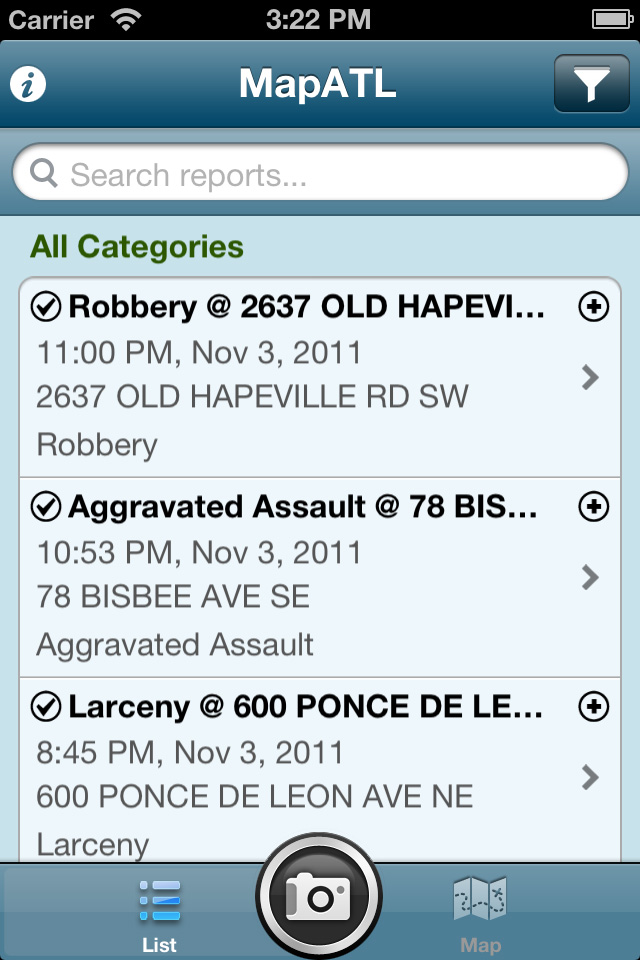 Carrier 3:22 PM
i MapATL
Search reports...
All Categories
Robbery @ 2637 OLD HAPEVI...
11:00 PM, Nov 3, 2011
2637 OLD HAPEVILLE RD SW
Robbery
Aggravated Assault @ 78 BIS...
10:53 PM, Nov 3, 2011
78 BISBEE AVE SE
Aggravated Assault
Larceny @ 600 PONCE DE LE...
8:45 PM, Nov 3, 2011
600 PONCE DE LEON AVE NE
Larceny
List Map